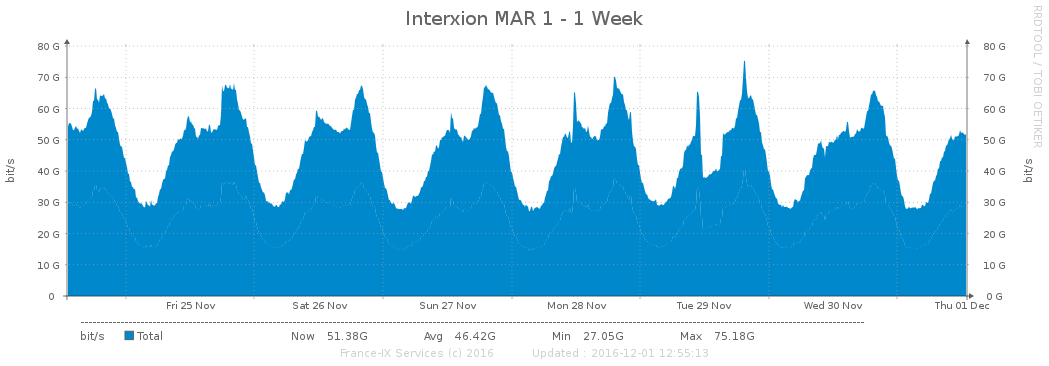 Interxion MAR 1 - 1 Week
RRDTOOL / TOBI OETIKER
80 G 80 G
70 G 70 G
60 G 60 G
50 G 50 G
40 G 40 G
30 G 30 G
20 G 20 G
10 G 10 G
0 0 G
bit/s
bit/s
Fri 25 Nov Sat 26 Nov Sun 27 Nov Mon 28 Nov Tue 29 Nov Wed 30 Nov Thu 01 Dec
bit/s Total Now 51.38G Avg 46.42G Min 27.05G Max 75.18G
France-IX Services (c) 2016 Updated : 2016-12-01 12:55:13